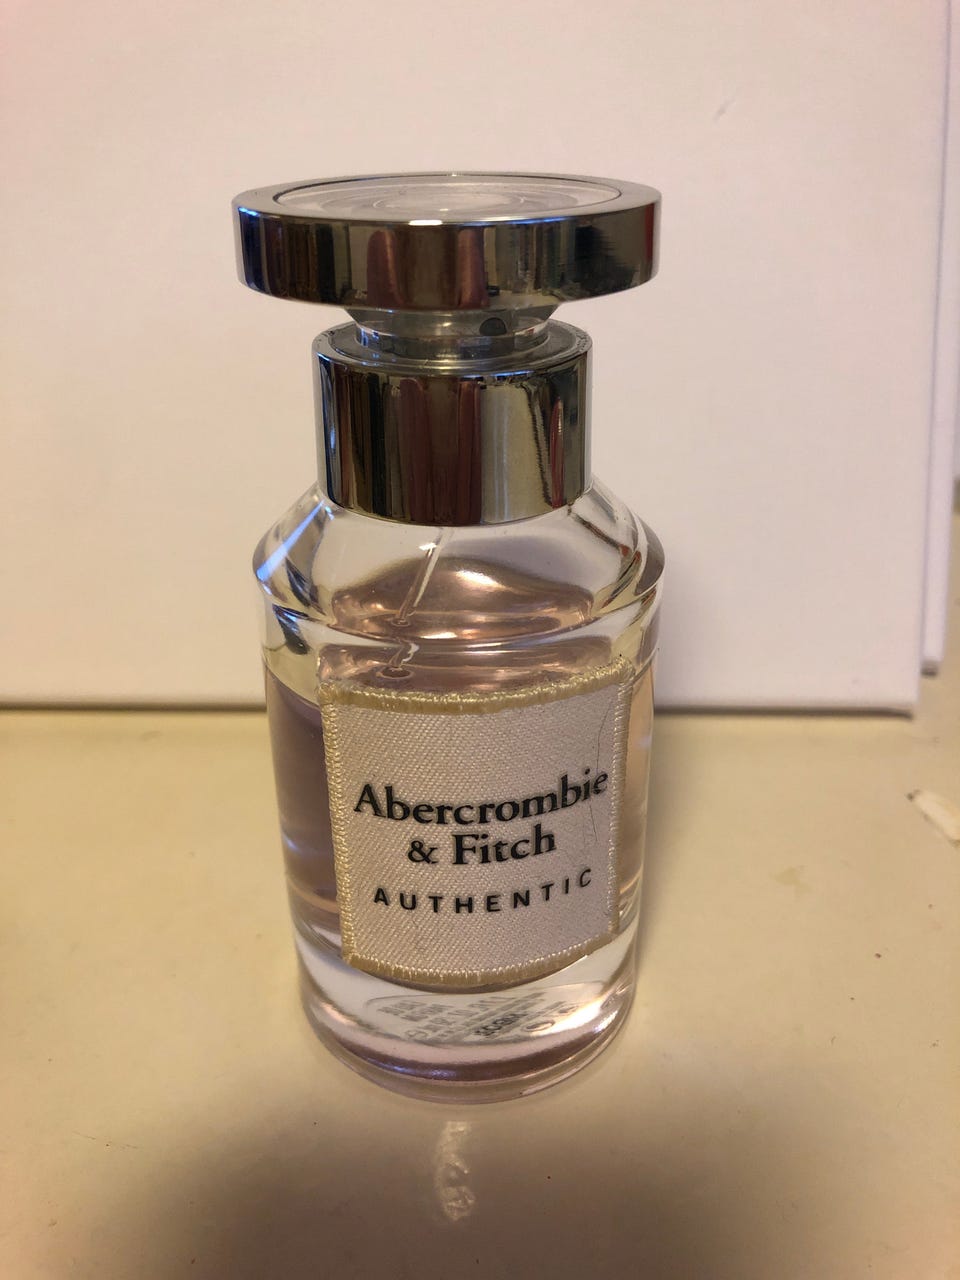 Abercrombie
& Fitch
AUTHENTIC